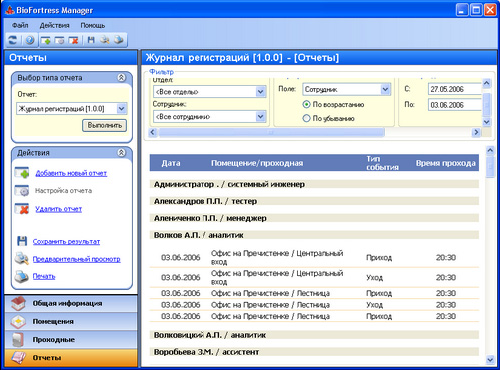 BioFortress Manager
Файл Действия Помощь
Отчеты
Выбор типа отчета
Отчет:
Журнал регистраций [1.0.0]
Выполнить
Действия
Добавить новый отчет
Настройка отчета
Удалить отчет
Сохранить результат
Предварительный просмотр
Печать
Общая информация
Помещения
Проходные
Отчеты
Журнал регистраций [1.0.0] - [Отчеты]
Фильтр
Отдел:
<Все отделы>
Сотрудник:
<Все сотрудники>
Поле: Сотрудник
По возрастанию
По убыванию
С: 27.05.2006
По: 03.06.2006
Дата Помещение/проходная Тип события Время прохода
Администратор . / системный инженер
Александров П.П. / тестер
Алениченко П.П. / менеджер
Волков А.П. / аналитик
03.06.2006 Офис на Пречистенке / Центральный вход Приход 20:30
03.06.2006 Офис на Пречистенке / Центральный вход Уход 20:30
03.06.2006 Офис на Пречистенке / Лестница Приход 20:30
03.06.2006 Офис на Пречистенке / Лестница Уход 20:30
03.06.2006 Офис на Пречистенке / Лестница Приход 20:30
Волковицкий А.П. / аналитик
Воробьева З.М. / ассистент